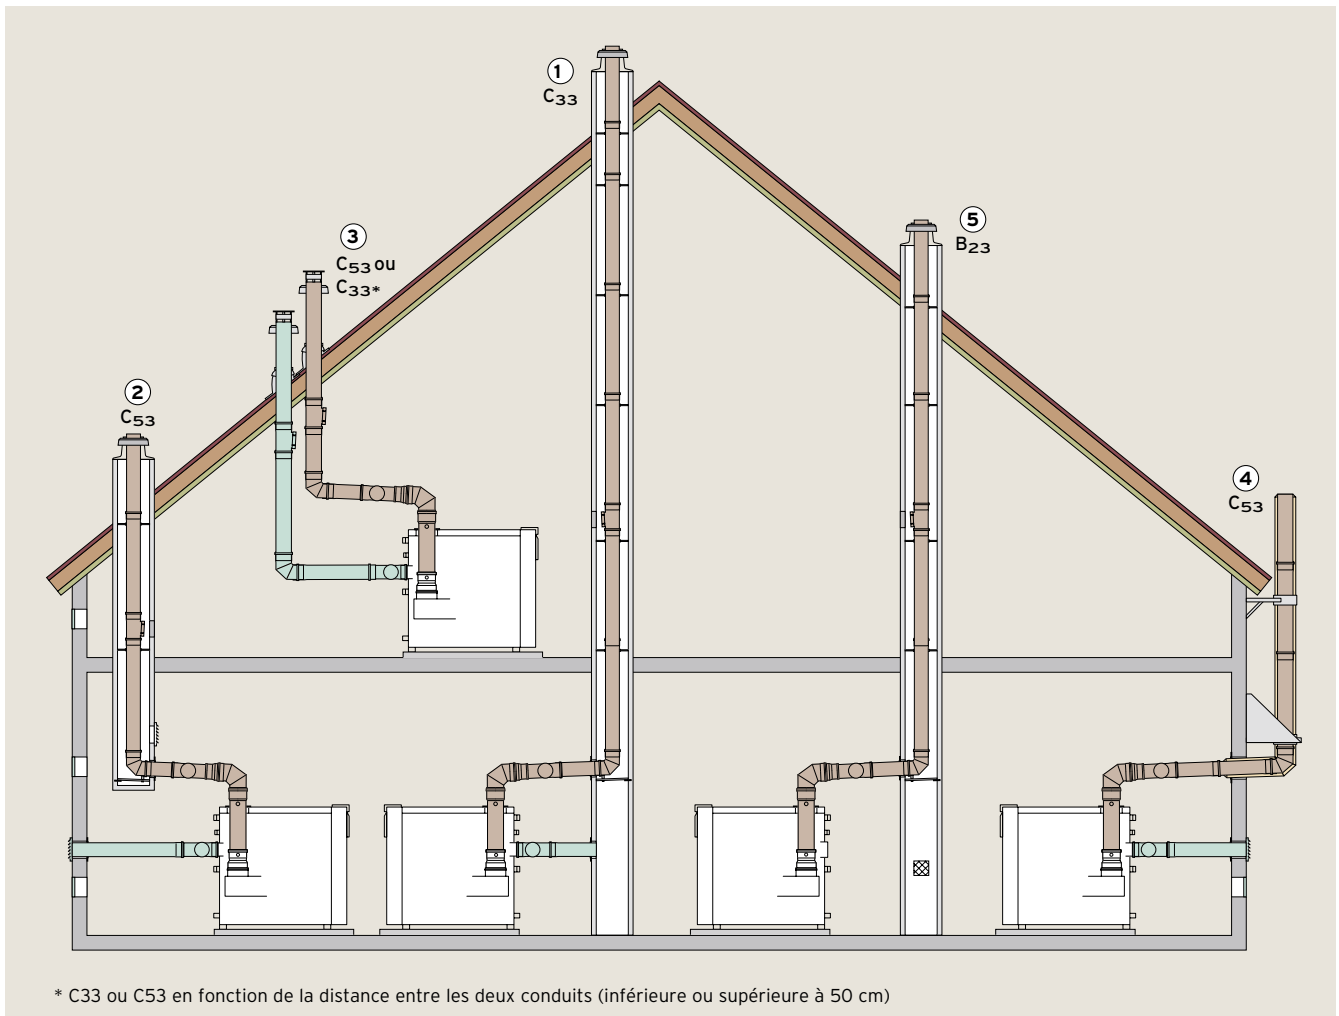 1
C33
5
B23
3
C53 ou
C33*
2
C53
4
C53
* C33 ou C53 en fonction de la distance entre les deux conduits (inférieure ou supérieure à 50 cm)